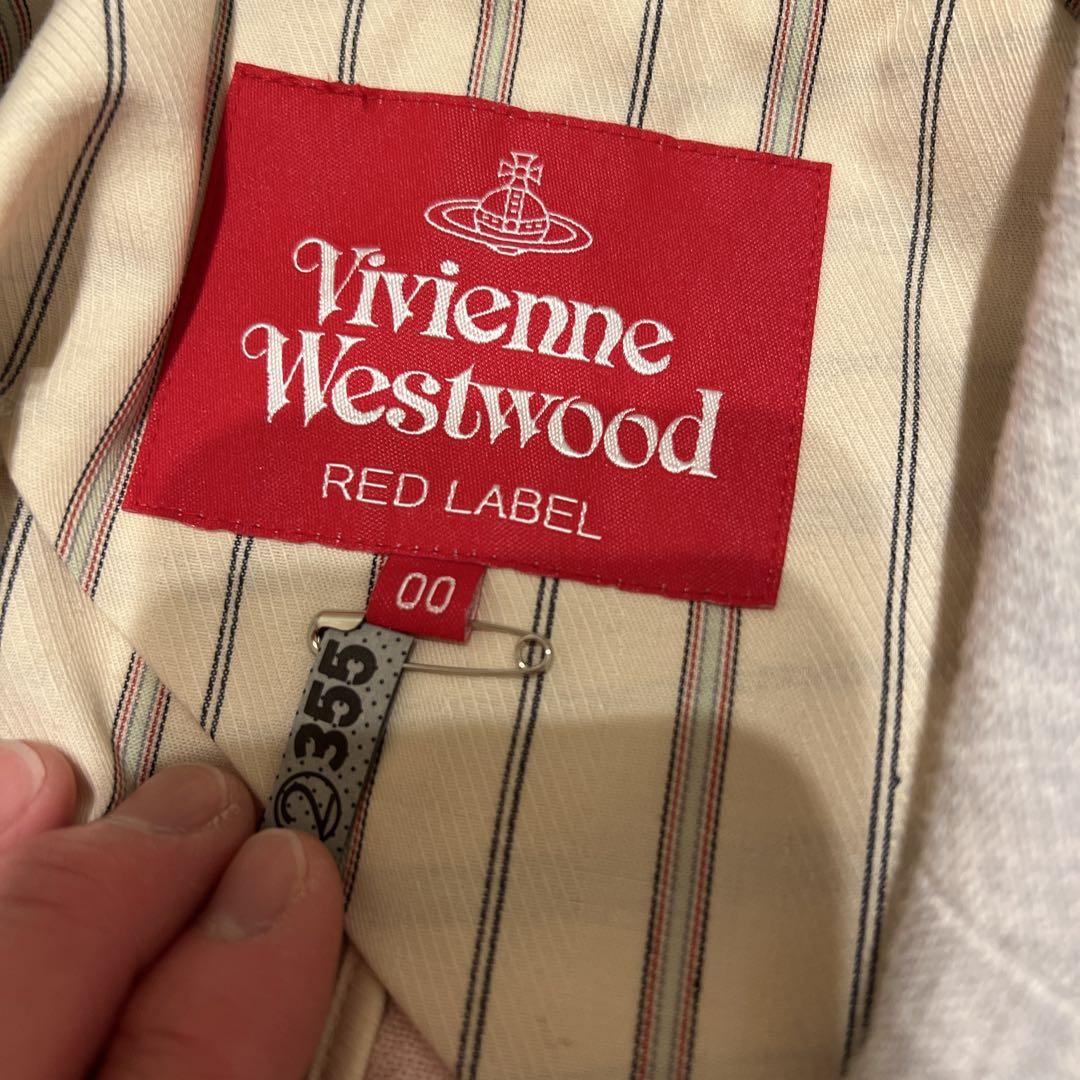 Vivienne
Westwood
RED LABEL
00
②355